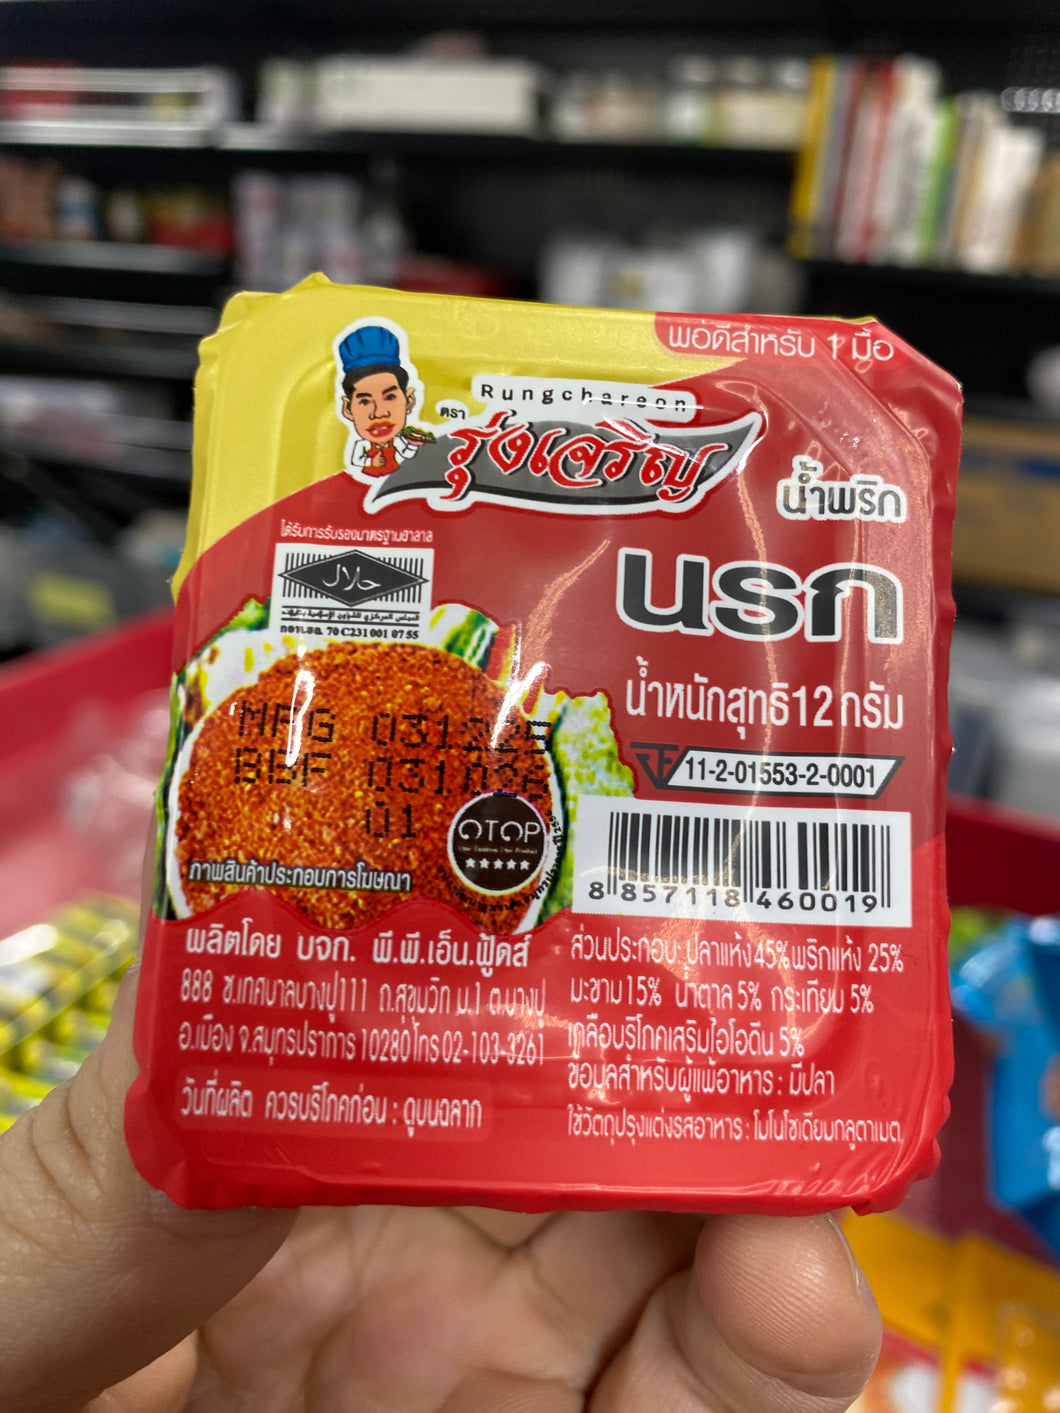 พอดีสำหรับ 1 มื้อ
Rungchareon
ตรา
รุ่งเจริญ
น้ำพริก
นรก
ได้รับการรับรองมาตรฐานฮาลาล
حلال
กอท.ฮล. 70 C231 001 07 55
น้ำหนักสุทธิ 12 กรัม
11-2-01553-2-0001
MFG 031225
BBF 031026
01
OTOP
ภาพสินค้าประกอบการโฆษณา
8 857118 460019
ผลิตโดย บจก. พี.พี.เอ็น.ฟู้ดส์
888 ซ.เทศบาลบางปู111 ถ.สุขุมวิท ม.1 ต.บางปู
อ.เมือง จ.สมุทรปราการ 10280 โทร 02-103-3261
วันที่ผลิต ควรบริโภคก่อน : ดูบนฉลาก
ส่วนประกอบ: ปลาแห้ง 45% พริกแห้ง 25%
มะขาม 15% น้ำตาล 5% กระเทียม 5%
เกลือบริโภคเสริมไอโอดีน 5%
ข้อมูลสำหรับผู้แพ้อาหาร : มีปลา
ใช้วัตถุปรุงแต่งรสอาหาร : โมโนโซเดียมกลูตาเมต